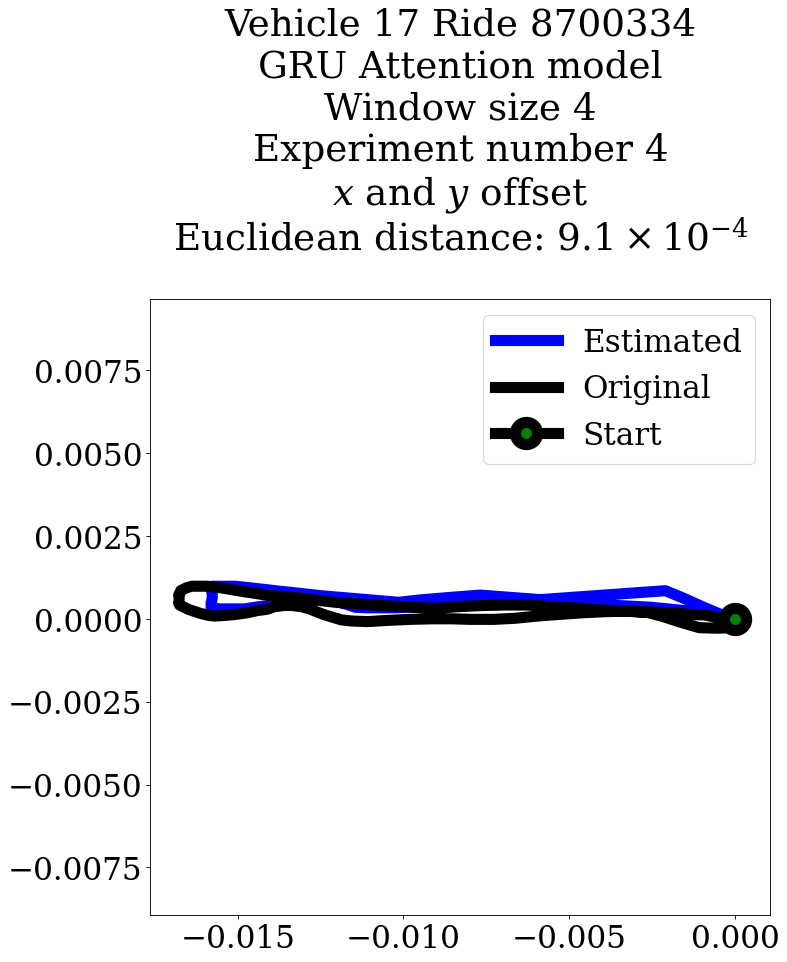 Vehicle 17 Ride 8700334
GRU Attention model
Window size 4
Experiment number 4
x and y offset
Euclidean distance: 9.1 × 10⁻⁴
Estimated
Original
Start
0.0075
0.0050
0.0025
0.0000
−0.0025
−0.0050
−0.0075
−0.015 −0.010 −0.005 0.000